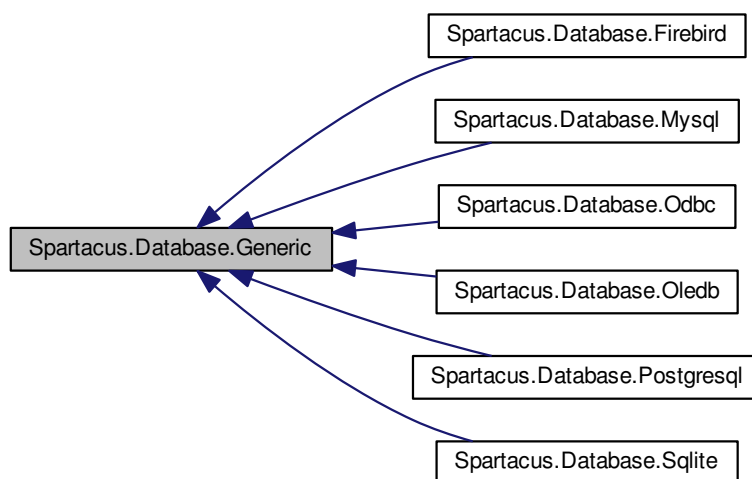 Spartacus.Database.Firebird
Spartacus.Database.Mysql
Spartacus.Database.Odbc
Spartacus.Database.Generic
Spartacus.Database.Oledb
Spartacus.Database.Postgresql
Spartacus.Database.Sqlite